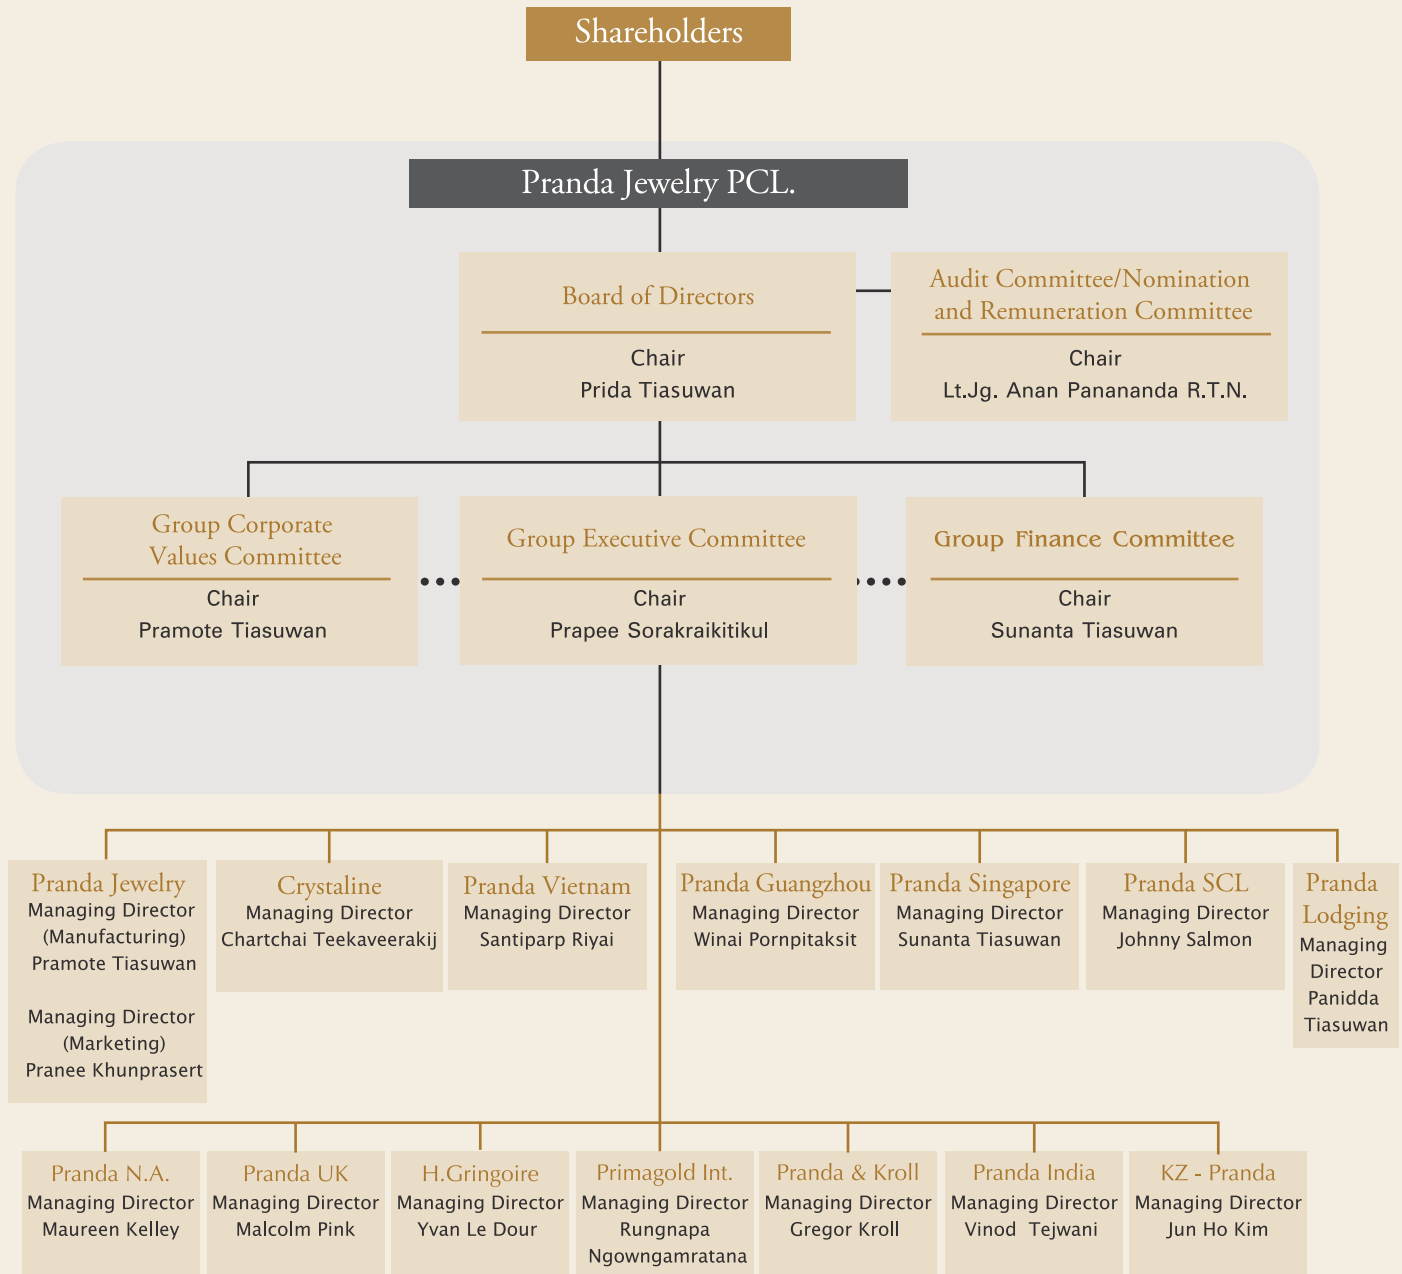 Shareholders
Pranda Jewelry PCL.
Board of Directors
Chair
Prida Tiasuwan
Audit Committee/Nomination
and Remuneration Committee
Chair
Lt.Jg. Anan Panananda R.T.N.
Group Corporate
Values Committee
Chair
Pramote Tiasuwan
Group Executive Committee
Chair
Prapee Sorakraikitikul
Group Finance Committee
Chair
Sunanta Tiasuwan
Pranda Jewelry
Managing Director
(Manufacturing)
Pramote Tiasuwan
Managing Director
(Marketing)
Pranee Khunprasert
Crystaline
Managing Director
Chartchai Teekaveerakij
Pranda Vietnam
Managing Director
Santiparp Riyai
Pranda Guangzhou
Managing Director
Winai Pornpitaksit
Pranda Singapore
Managing Director
Sunanta Tiasuwan
Pranda SCL
Managing Director
Johnny Salmon
Pranda
Lodging
Managing
Director
Panidda
Tiasuwan
Pranda N.A.
Managing Director
Maureen Kelley
Pranda UK
Managing Director
Malcolm Pink
H.Gringoire
Managing Director
Yvan Le Dour
Primagold Int.
Managing Director
Rungnapa
Ngowngamratana
Pranda & Kroll
Managing Director
Gregor Kroll
Pranda India
Managing Director
Vinod Tejwani
KZ - Pranda
Managing Director
Jun Ho Kim